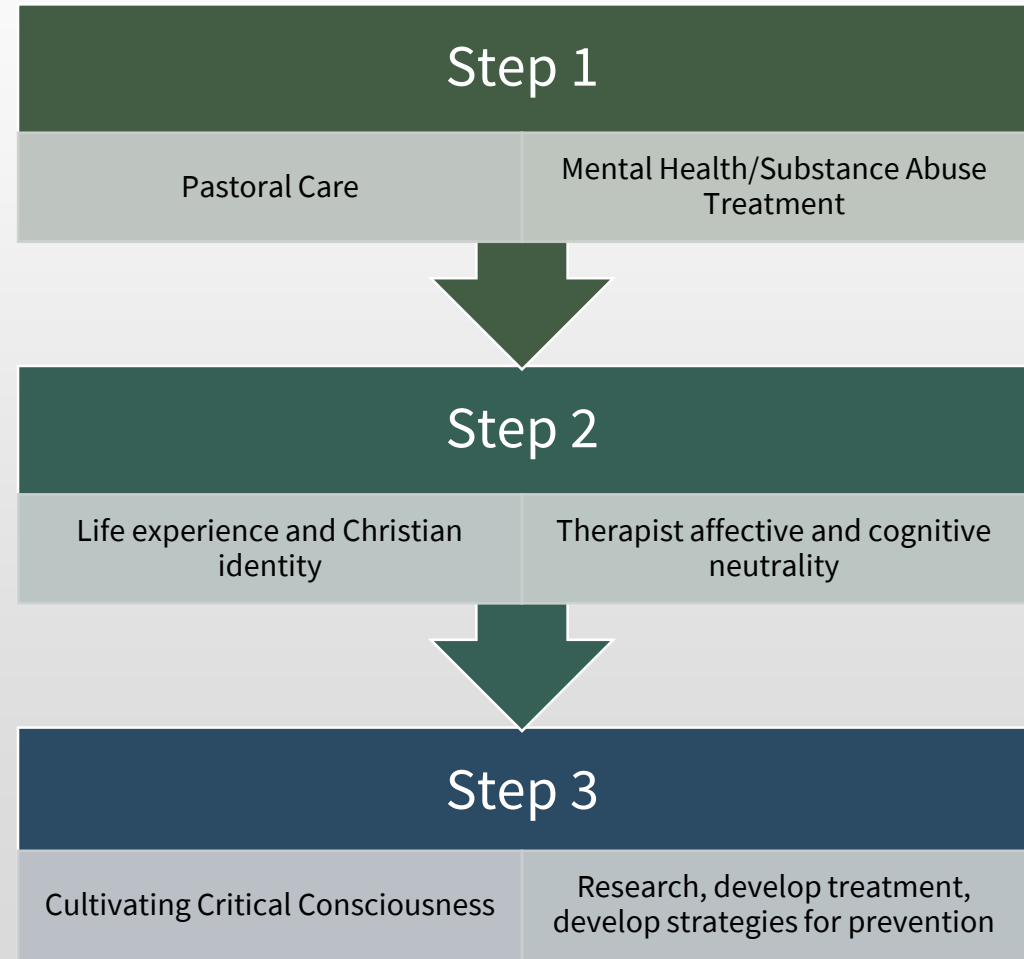 Step 1
Pastoral Care
Mental Health/Substance Abuse
Treatment
Step 2
Life experience and Christian
identity
Therapist affective and cognitive
neutrality
Step 3
Cultivating Critical Consciousness
Research, develop treatment,
develop strategies for prevention